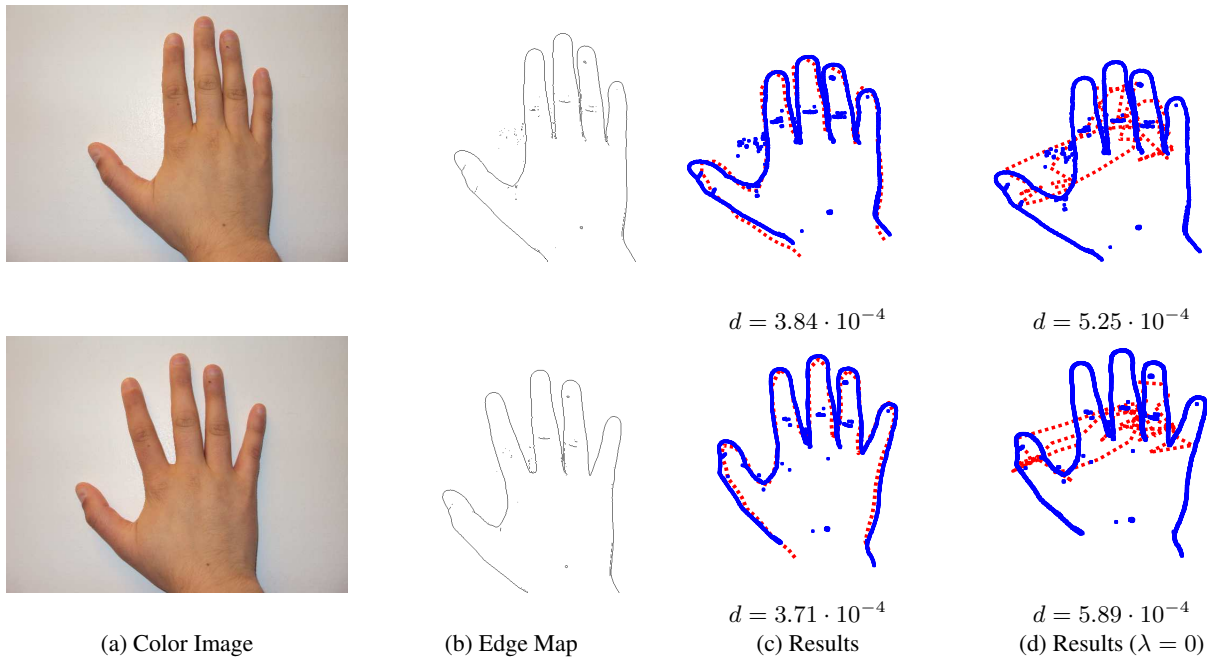 d = 3.84 · 10⁻⁴
d = 5.25 · 10⁻⁴
d = 3.71 · 10⁻⁴
d = 5.89 · 10⁻⁴
(a) Color Image
(b) Edge Map
(c) Results
(d) Results (λ = 0)